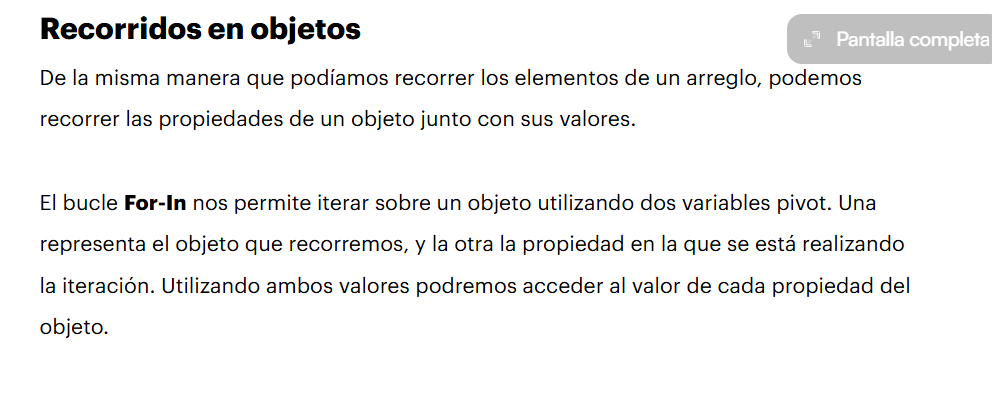 Recorridos en objetos
Pantalla completa
De la misma manera que podíamos recorrer los elementos de un arreglo, podemos
recorrer las propiedades de un objeto junto con sus valores.
El bucle For-In nos permite iterar sobre un objeto utilizando dos variables pivot. Una
representa el objeto que recorremos, y la otra la propiedad en la que se está realizando
la iteración. Utilizando ambos valores podremos acceder al valor de cada propiedad del
objeto.